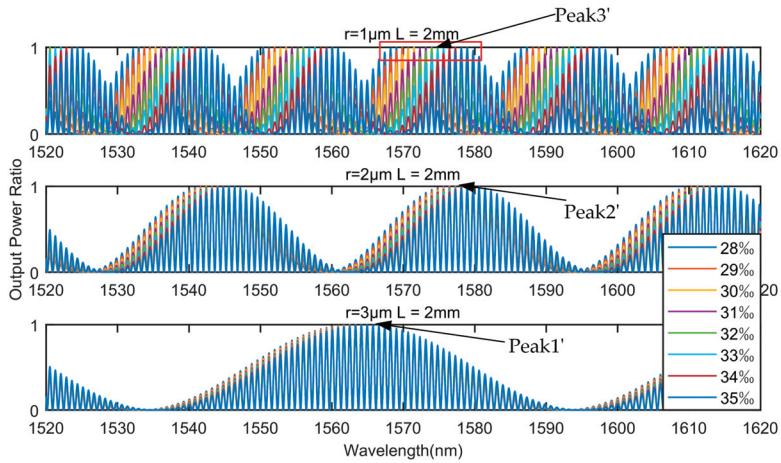 Peak3'
r=1μm L = 2mm
1
0
1520 1530 1540 1550 1560 1570 1580 1590 1600 1610 1620
r=2μm L = 2mm
1
Peak2'
0
1520 1530 1540 1550 1560 1570 1580 1590 1600 1610 1620
r=3μm L = 2mm
1
Peak1'
0
1520 1530 1540 1550 1560 1570 1580 1590 1600 1610 1620
Wavelength(nm)
Output Power Ratio
28‰
29‰
30‰
31‰
32‰
33‰
34‰
35‰